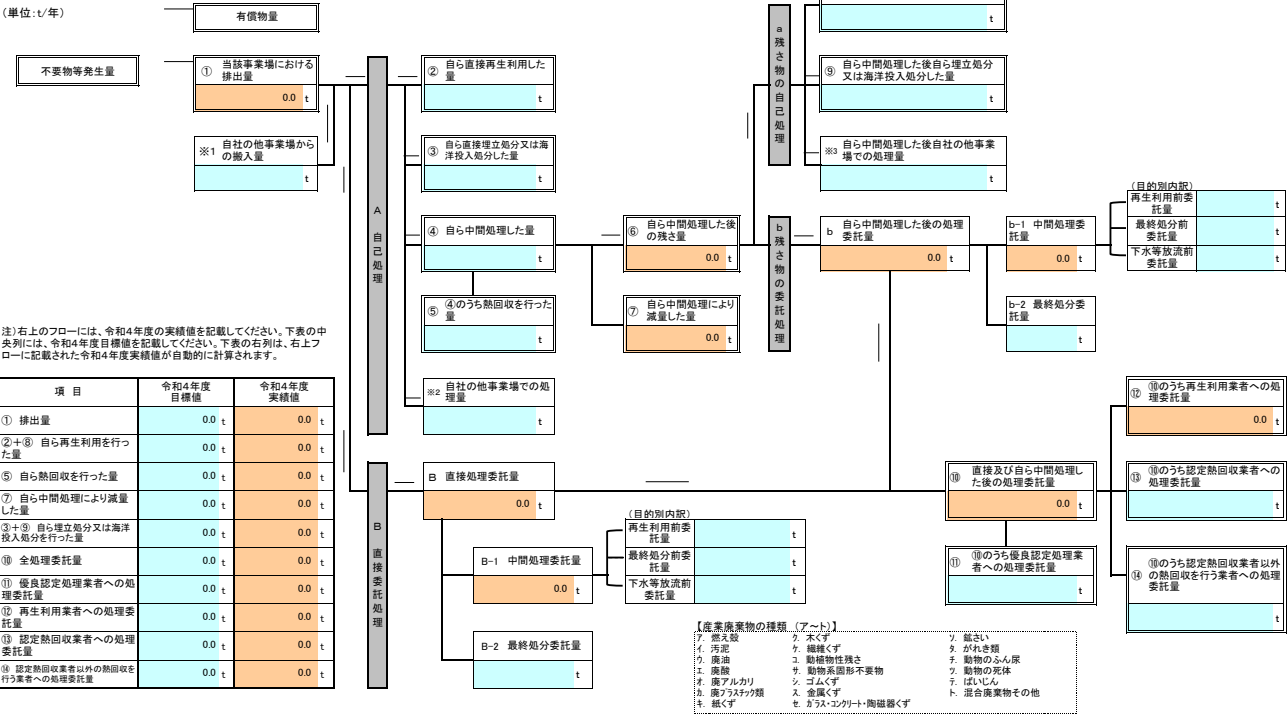 （単位:t/年）
有償物量
t
不要物等発生量
① 当該事業場における
排出量
0.0 t
※1 自社の他事業場から
の搬入量
t
A 自己処理
② 自ら直接再生利用した
量
t
③ 自ら直接埋立処分又は海
洋投入処分した量
t
④ 自ら中間処理した量
t
⑤ ④のうち熱回収を行った
量
t
※2 自社の他事業場での処
理量
t
⑥ 自ら中間処理した後
の残さ量
0.0 t
⑦ 自ら中間処理により
減量した量
0.0 t
a 残さ物の自己処理
⑨ 自ら中間処理した後自ら埋立処分
又は海洋投入処分した量
t
※3 自ら中間処理した後自社の他事業
場での処理量
t
b 残さ物の委託処理
b 自ら中間処理した後の処理
委託量
0.0 t
b-1 中間処理委
託量
0.0 t
b-2 最終処分委
託量
t
(目的別内訳)
再生利用前委
託量
t
最終処分前
委託量
t
下水等放流前
委託量
t
注）右上のフローには、令和4年度の実績値を記載してください。下表の中
央列には、令和4年度目標値を記載してください。下表の右列は、右上フ
ローに記載された令和4年度実績値が自動的に計算されます。
項 目 令和4年度
目標値 令和4年度
実績値
① 排出量 0.0 t 0.0 t
②＋⑧ 自ら再生利用を行っ
た量 0.0 t 0.0 t
⑤ 自ら熱回収を行った量 0.0 t 0.0 t
⑦ 自ら中間処理により減量
した量 0.0 t 0.0 t
③＋⑨ 自ら埋立処分又は海洋
投入処分を行った量 0.0 t 0.0 t
⑩ 全処理委託量 0.0 t 0.0 t
⑪ 優良認定処理業者への処
理委託量 0.0 t 0.0 t
⑫ 再生利用業者への処理委
託量 0.0 t 0.0 t
⑬ 認定熱回収業者への処理
委託量 0.0 t 0.0 t
⑭ 認定熱回収業者以外の熱回収を
行う業者への処理委託量 0.0 t 0.0 t
B 直接委託処理
B 直接処理委託量
0.0 t
B-1 中間処理委託量
0.0 t
B-2 最終処分委託量
t
(目的別内訳)
再生利用前委
託量
t
最終処分前委
託量
t
下水等放流前
委託量
t
⑩ 直接及び自ら中間処理し
た後の処理委託量
0.0 t
⑪ ⑩のうち優良認定処理業
者への処理委託量
t
⑫ ⑩のうち再生利用業者への処
理委託量
0.0 t
⑬ ⑩のうち認定熱回収業者への
処理委託量
t
⑭ ⑩のうち認定熱回収業者以外
の熱回収を行う業者への処理
委託量
t
【産業廃棄物の種類 （ア～ト）】
ア. 燃え殻 ク. 木くず ソ. 鉱さい
イ. 汚泥 ケ. 繊維くず タ. がれき類
ウ. 廃油 コ. 動植物性残さ チ. 動物のふん尿
エ. 廃酸 サ. 動物系固形不要物 ツ. 動物の死体
オ. 廃アルカリ シ. ゴムくず テ. ばいじん
カ. 廃プラスチック類 ス. 金属くず ト. 混合廃棄物その他
キ. 紙くず セ. ガラス・コンクリート・陶磁器くず